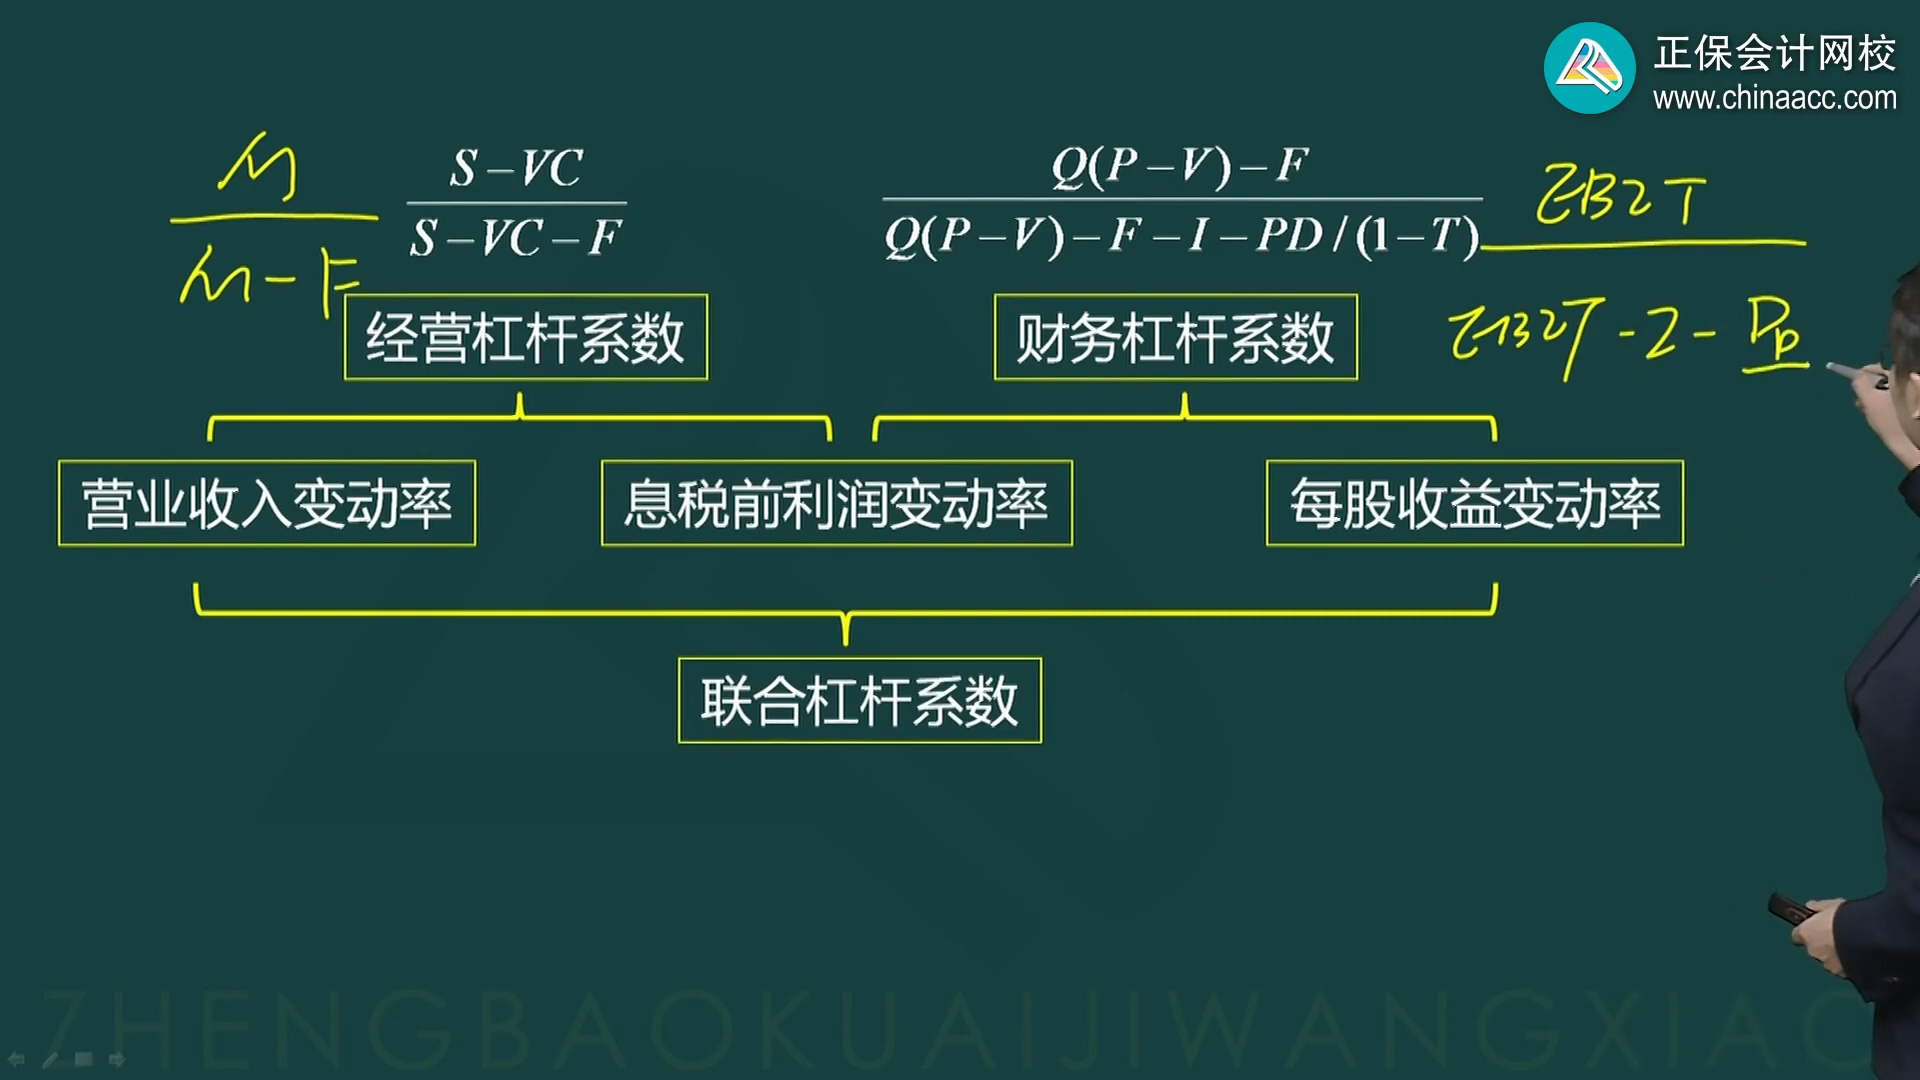 正保会计网校
www.chinaacc.com
M
M-F
S-VC
S-VC-F
Q(P-V)-F
Q(P-V)-F-I-PD/(1-T)
EBIT
EBIT-I-Dp
经营杠杆系数
财务杠杆系数
营业收入变动率
息税前利润变动率
每股收益变动率
联合杠杆系数
ZHENGBAOKUAIJIWANGXIAO